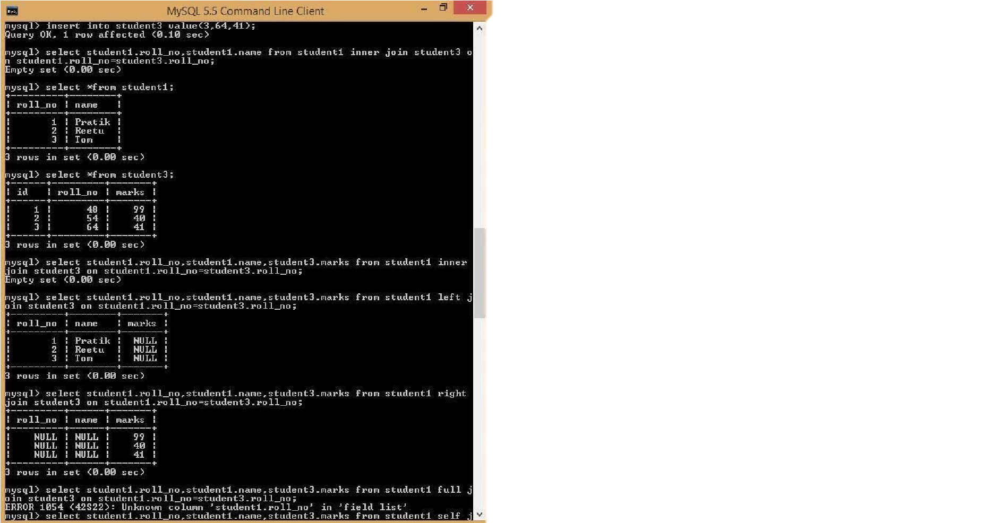 MySQL 5.5 Command Line Client
mysql> insert into student3 value(3,64,41);
Query OK, 1 row affected (0.10 sec)
mysql> select student1.roll_no,student1.name from student1 inner join student3 o
n student1.roll_no=student3.roll_no;
Empty set (0.00 sec)
mysql> select *from student1;
+---------+--------+
| roll_no | name   |
+---------+--------+
|       1 | Pratik |
|       2 | Reetu  |
|       3 | Tom    |
+---------+--------+
3 rows in set (0.00 sec)
mysql> select *from student3;
+------+---------+-------+
| id   | roll_no | marks |
+------+---------+-------+
|    1 |      48 |    99 |
|    2 |      54 |    40 |
|    3 |      64 |    41 |
+------+---------+-------+
3 rows in set (0.00 sec)
mysql> select student1.roll_no,student1.name,student3.marks from student1 inner
join student3 on student1.roll_no=student3.roll_no;
Empty set (0.00 sec)
mysql> select student1.roll_no,student1.name,student3.marks from student1 left j
oin student3 on student1.roll_no=student3.roll_no;
+---------+--------+-------+
| roll_no | name   | marks |
+---------+--------+-------+
|       1 | Pratik |  NULL |
|       2 | Reetu  |  NULL |
|       3 | Tom    |  NULL |
+---------+--------+-------+
3 rows in set (0.00 sec)
mysql> select student1.roll_no,student1.name,student3.marks from student1 right
join student3 on student1.roll_no=student3.roll_no;
+---------+------+-------+
| roll_no | name | marks |
+---------+------+-------+
|    NULL | NULL |    99 |
|    NULL | NULL |    40 |
|    NULL | NULL |    41 |
+---------+------+-------+
3 rows in set (0.00 sec)
mysql> select student1.roll_no,student1.name,student3.marks from student1 full j
oin student3 on student1.roll_no=student3.roll_no;
ERROR 1054 (42S22): Unknown column 'student1.roll_no' in 'field list'
mysql> select student1.roll_no,student1.name,student3.marks from student1 self j